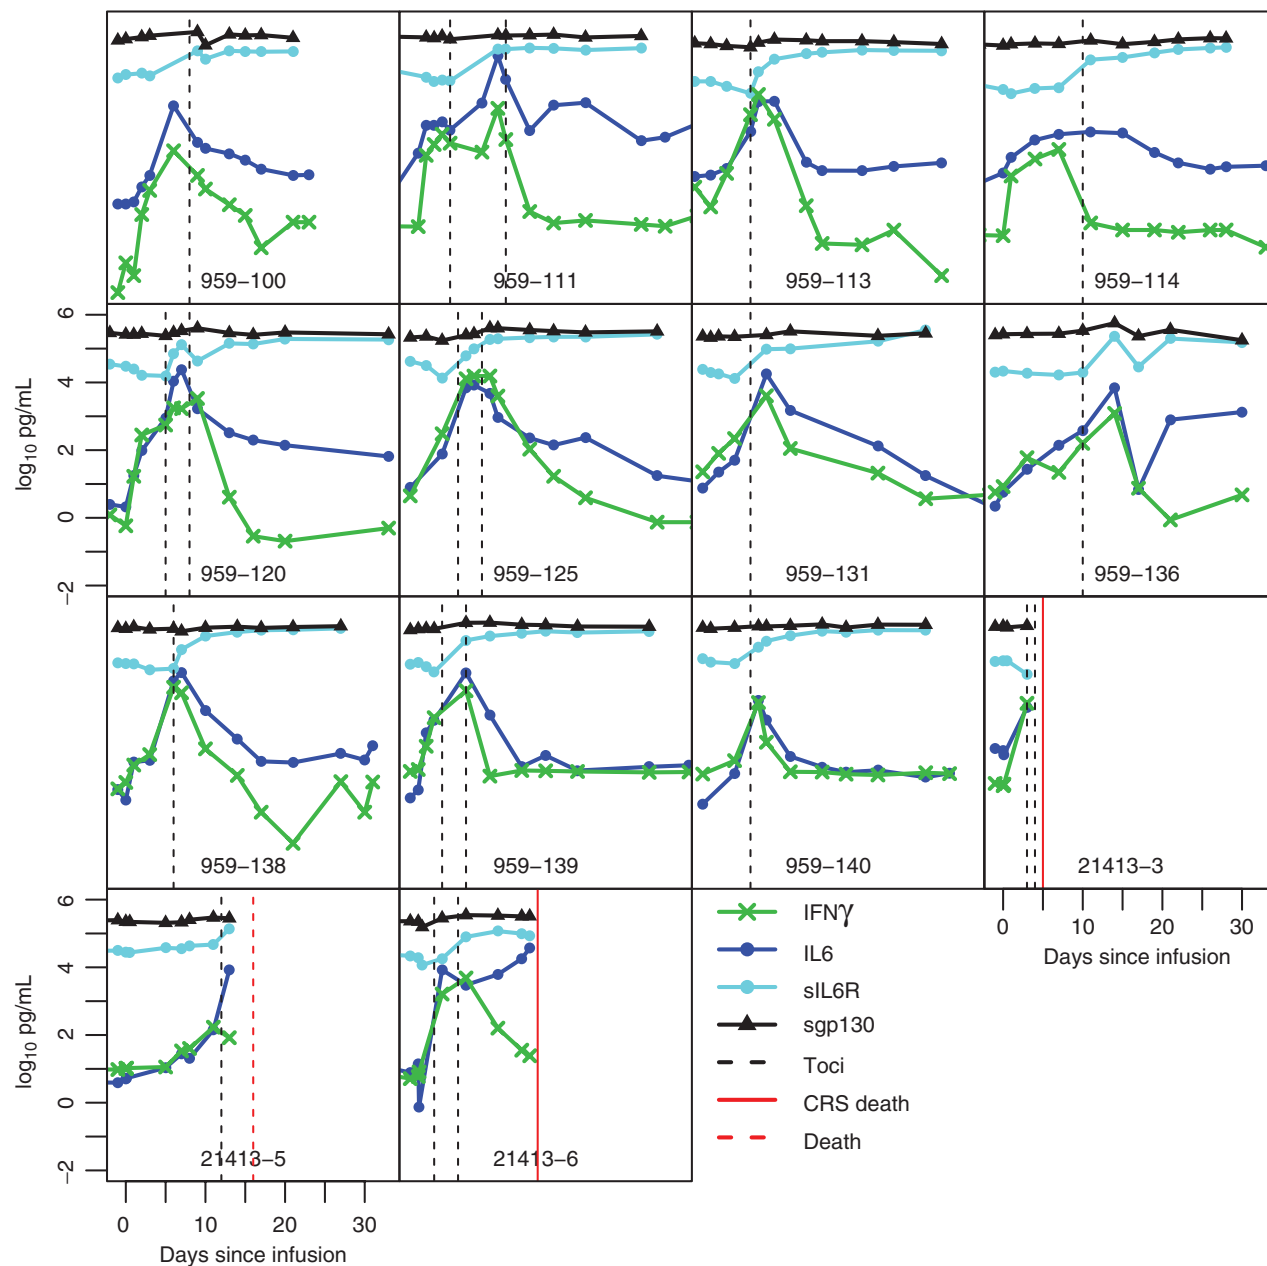 959–100
959–111
959–113
959–114
6
4
2
0
–2
log10 pg/mL
959–120
959–125
959–131
959–136
959–138
959–139
959–140
21413–3
0 10 20 30
Days since infusion
6
4
2
0
–2
log10 pg/mL
21413–5
21413–6
IFNγ
IL6
sIL6R
sgp130
Toci
CRS death
Death
0 10 20 30
Days since infusion